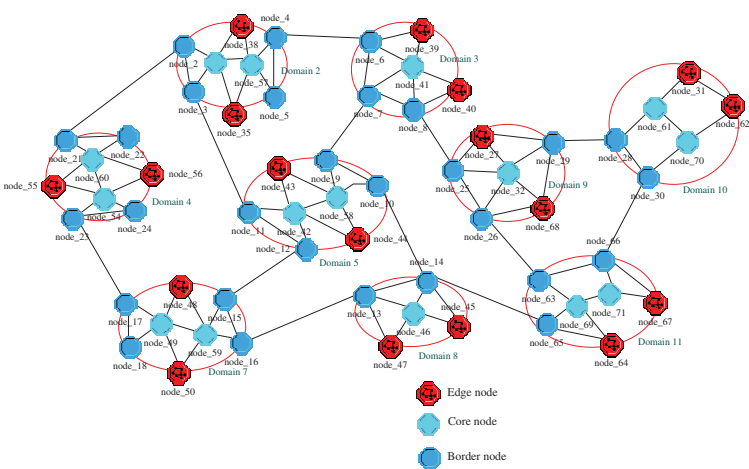 node_4
node_38
node_2
node_57
Domain 2
node_3
node_5
node_35
node_6
node_39
Domain 3
node_41
node_40
node_7
node_8
node_31
node_62
node_61
node_70
node_28
Domain 10
node_30
node_21
node_22
node_60
node_55
node_56
Domain 4
node_54
node_24
node_23
node_9
node_43
node_10
node_58
node_11
node_42
node_12
node_44
Domain 5
node_27
node_29
node_25
node_32
Domain 9
node_68
node_26
node_66
node_63
node_71
node_67
node_69
node_65
Domain 11
node_64
node_14
node_13
node_45
node_46
Domain 8
node_47
node_48
node_17
node_15
node_49
node_59
node_16
node_18
Domain 7
node_50
Edge node
Core node
Border node